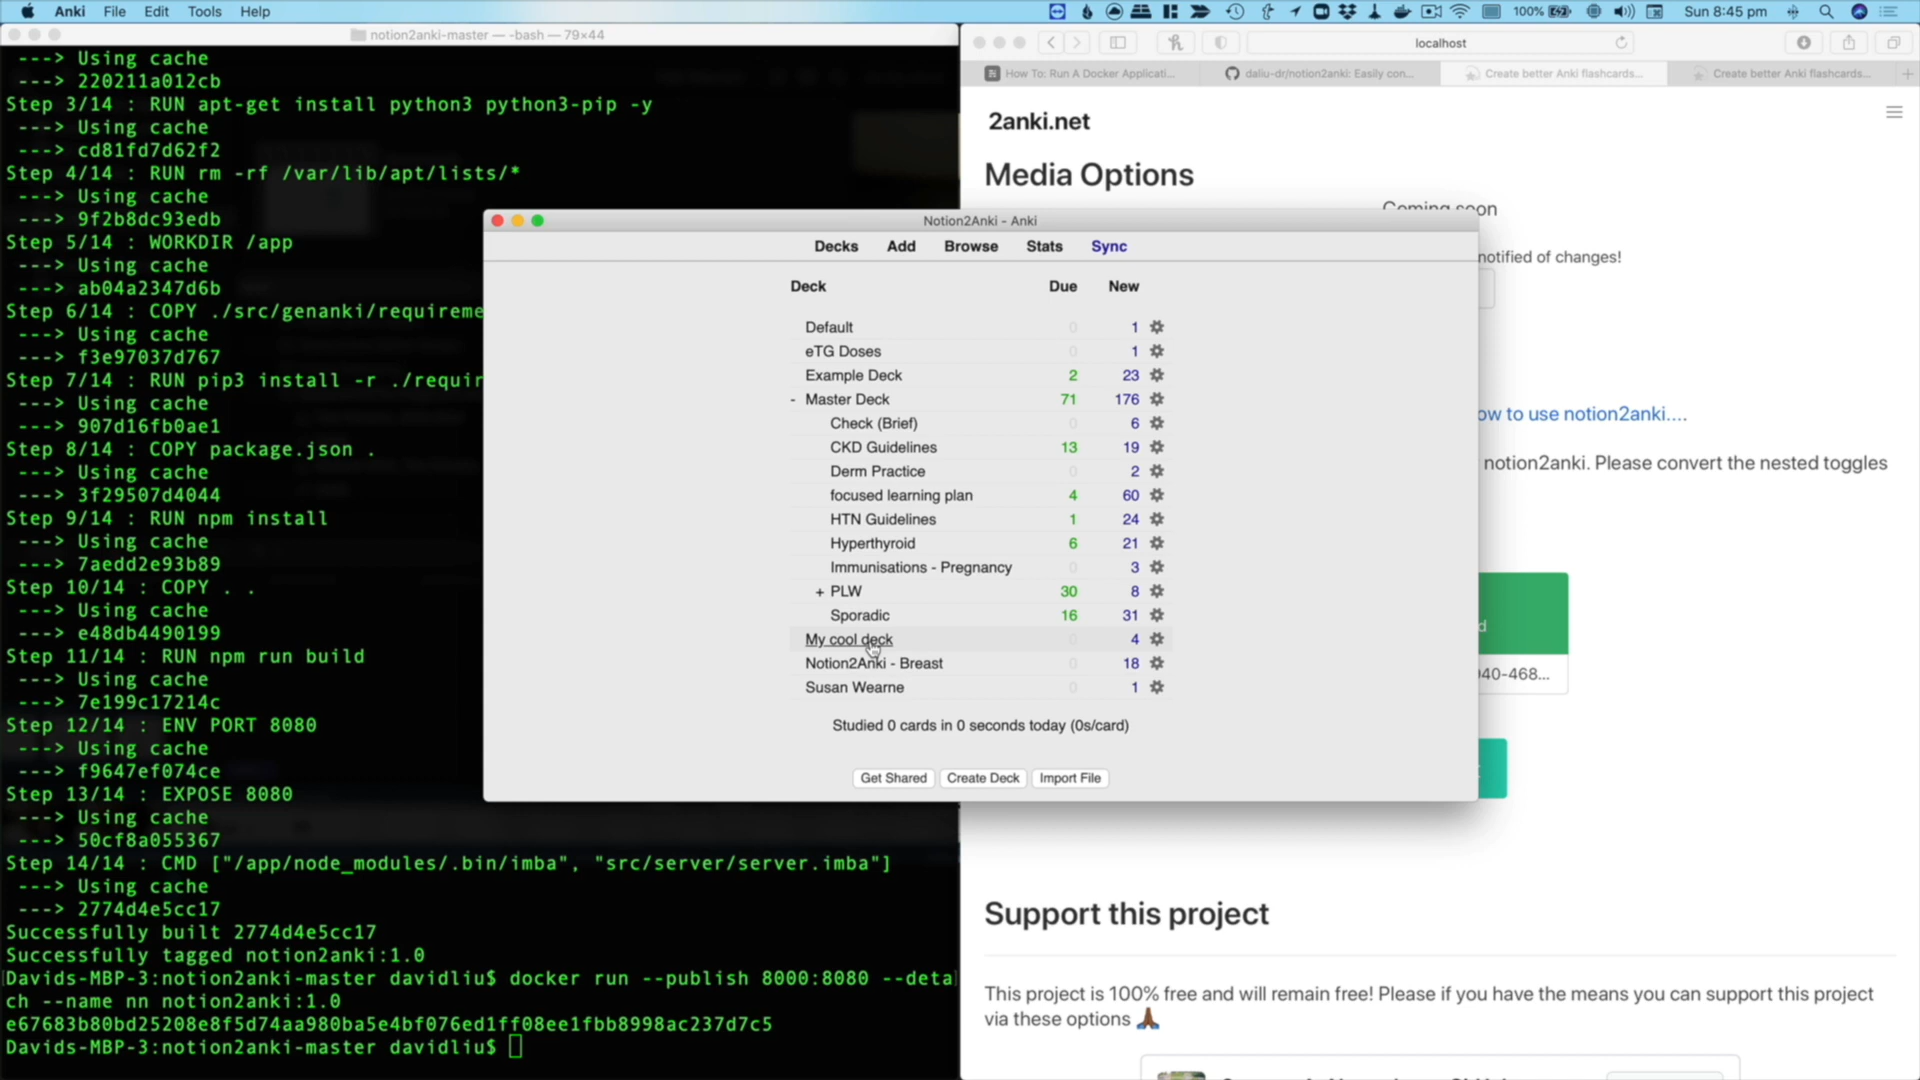 Anki File Edit Tools Help
100%
Sun 8:45 pm
notion2anki-master — -bash — 79×44
---> Using cache
---> 220211a012cb
Step 3/14 : RUN apt-get install python3 python3-pip -y
---> Using cache
---> cd81fd7d62f2
Step 4/14 : RUN rm -rf /var/lib/apt/lists/*
---> Using cache
---> 9f2b8dc93edb
Step 5/14 : WORKDIR /app
---> Using cache
---> ab04a2347d6b
Step 6/14 : COPY ./src/genanki/requireme
---> Using cache
---> f3e97037d767
Step 7/14 : RUN pip3 install -r ./requir
---> Using cache
---> 907d16fb0ae1
Step 8/14 : COPY package.json .
---> Using cache
---> 3f29507d4044
Step 9/14 : RUN npm install
---> Using cache
---> 7aedd2e93b89
Step 10/14 : COPY . .
---> Using cache
---> e48db4490199
Step 11/14 : RUN npm run build
---> Using cache
---> 7e199c17214c
Step 12/14 : ENV PORT 8080
---> Using cache
---> f9647ef074ce
Step 13/14 : EXPOSE 8080
---> Using cache
---> 50cf8a055367
Step 14/14 : CMD ["/app/node_modules/.bin/imba", "src/server/server.imba"]
---> Using cache
---> 2774d4e5cc17
Successfully built 2774d4e5cc17
Successfully tagged notion2anki:1.0
Davids-MBP-3:notion2anki-master davidliu$ docker run --publish 8000:8080 --deta
ch --name nn notion2anki:1.0
e67683b80bd25208e8f5d74aa980ba5e4bf076ed1ff08ee1fbb8998ac237d7c5
Davids-MBP-3:notion2anki-master davidliu$
Notion2Anki - Anki
Decks Add Browse Stats Sync
Deck Due New
Default 0 1
eTG Doses 0 1
Example Deck 2 23
- Master Deck 71 176
Check (Brief) 0 6
CKD Guidelines 13 19
Derm Practice 0 2
focused learning plan 4 60
HTN Guidelines 1 24
Hyperthyroid 6 21
Immunisations - Pregnancy 0 3
+ PLW 30 8
Sporadic 16 31
My cool deck 0 4
Notion2Anki - Breast 0 18
Susan Wearne 0 1
Studied 0 cards in 0 seconds today (0s/card)
Get Shared Create Deck Import File
localhost
How To: Run A Docker Applicati...
daliu-dr/notion2anki: Easily con...
Create better Anki flashcards...
Create better Anki flashcards...
2anki.net
Media Options
Coming soon
notified of changes!
ow to use notion2anki....
notion2anki. Please convert the nested toggles
d
040-468...
Support this project
This project is 100% free and will remain free! Please if you have the means you can support this project
via these options